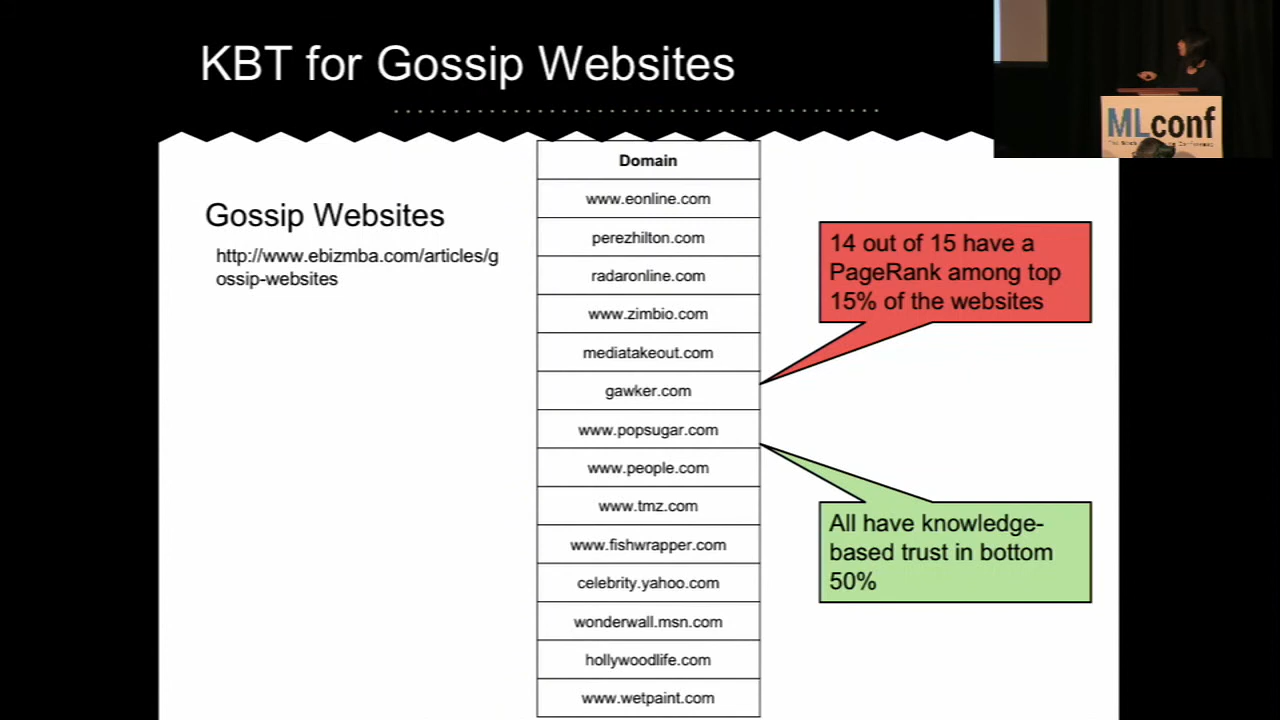 KBT for Gossip Websites
MLconf
Gossip Websites
http://www.ebizmba.com/articles/g
ossip-websites
Domain
www.eonline.com
perezhilton.com
radaronline.com
www.zimbio.com
mediatakeout.com
gawker.com
www.popsugar.com
www.people.com
www.tmz.com
www.fishwrapper.com
celebrity.yahoo.com
wonderwall.msn.com
hollywoodlife.com
www.wetpaint.com
14 out of 15 have a
PageRank among top
15% of the websites
All have knowledge-
based trust in bottom
50%